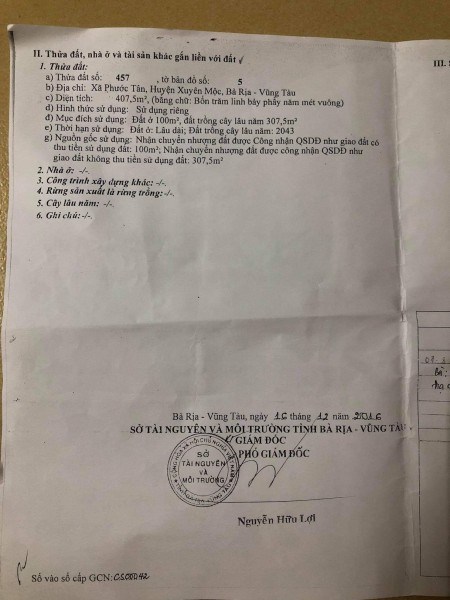 II. Thửa đất, nhà ở và tài sản khác gắn liền với đất
III.
1. Thửa đất:
a) Thửa đất số: 457 , tờ bản đồ số: 5
b) Địa chỉ: Xã Phước Tân, Huyện Xuyên Mộc, Bà Rịa - Vũng Tàu
c) Diện tích: 407,5m², (bằng chữ: Bốn trăm linh bảy phẩy năm mét vuông)
d) Hình thức sử dụng: Sử dụng riêng
đ) Mục đích sử dụng: Đất ở 100m², đất trồng cây lâu năm 307,5m²
e) Thời hạn sử dụng: Đất ở: Lâu dài; Đất trồng cây lâu năm: 2043
g) Nguồn gốc sử dụng: Nhận chuyển nhượng đất được Công nhận QSDĐ như giao đất có
thu tiền sử dụng đất: 100m²; Nhận chuyển nhượng đất được công nhận QSDĐ như
giao đất không thu tiền sử dụng đất: 307,5m²
2. Nhà ở: -/-.
3. Công trình xây dựng khác: -/-.
4. Rừng sản xuất là rừng trồng: -/-.
5. Cây lâu năm: -/-.
6. Ghi chú: -/-.
Bà Rịa - Vũng Tàu, ngày 16 tháng 12 năm 2016
SỞ TÀI NGUYÊN VÀ MÔI TRƯỜNG TỈNH BÀ RỊA - VŨNG TÀU
GIÁM ĐỐC
PHÓ GIÁM ĐỐC
SỞ
TÀI NGUYÊN
VÀ
MÔI TRƯỜNG
Nguyễn Hữu Lợi
Số vào sổ cấp GCN: CS00042